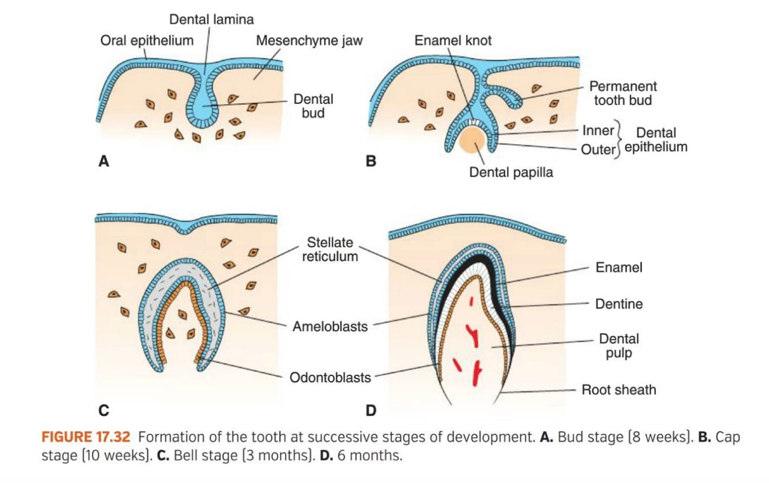 Dental lamina
Oral epithelium
Mesenchyme jaw
Dental
bud
A
Enamel knot
Permanent
tooth bud
Inner
Outer
Dental
epithelium
Dental papilla
B
Stellate
reticulum
Ameloblasts
Odontoblasts
C
Enamel
Dentine
Dental
pulp
Root sheath
D
FIGURE 17.32 Formation of the tooth at successive stages of development. A. Bud stage (8 weeks). B. Cap
stage (10 weeks). C. Bell stage (3 months). D. 6 months.